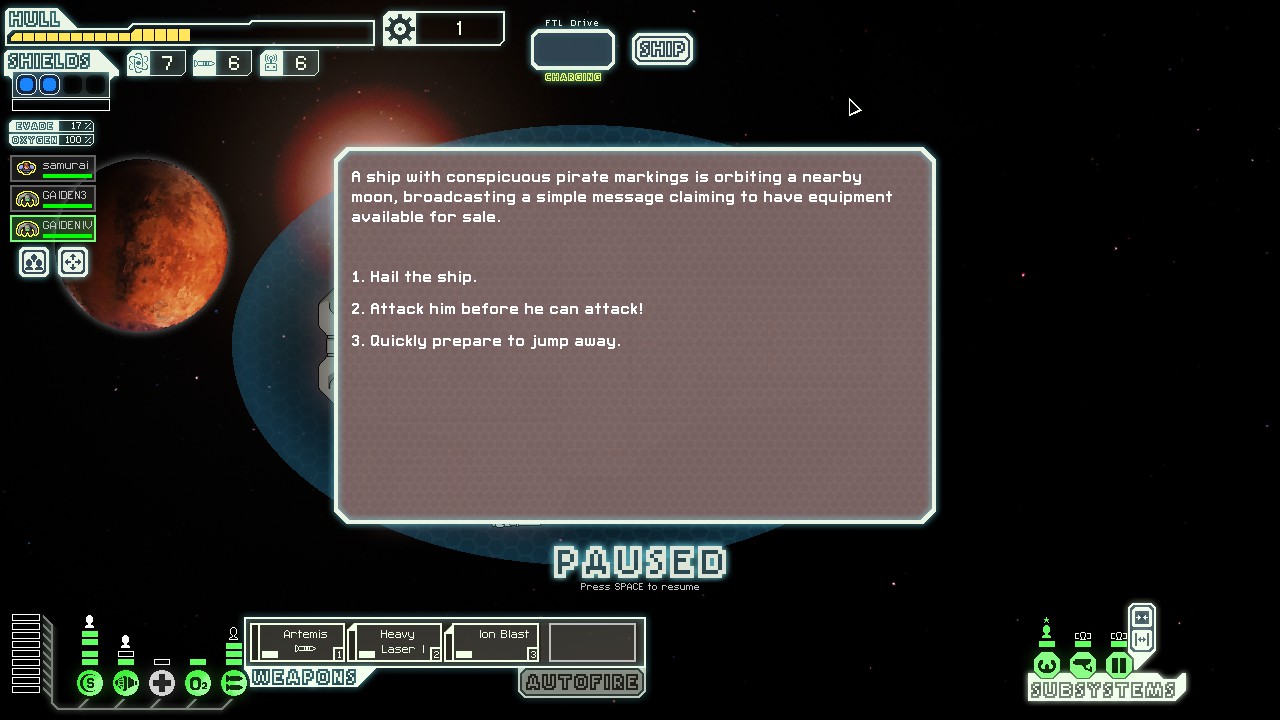 HULL
1
FTL Drive
SHIP
CHARGING
SHIELDS
7
6
6
EVADE 17%
OXYGEN 100%
samurai
GAIDEN3
GAIDENIV
A ship with conspicuous pirate markings is orbiting a nearby
moon, broadcasting a simple message claiming to have equipment
available for sale.
1. Hail the ship.
2. Attack him before he can attack!
3. Quickly prepare to jump away.
PAUSED
Press SPACE to resume
Artemis
1
Heavy
Laser I
2
Ion Blast
3
S
O2
WEAPONS
AUTOFIRE
SUBSYSTEMS